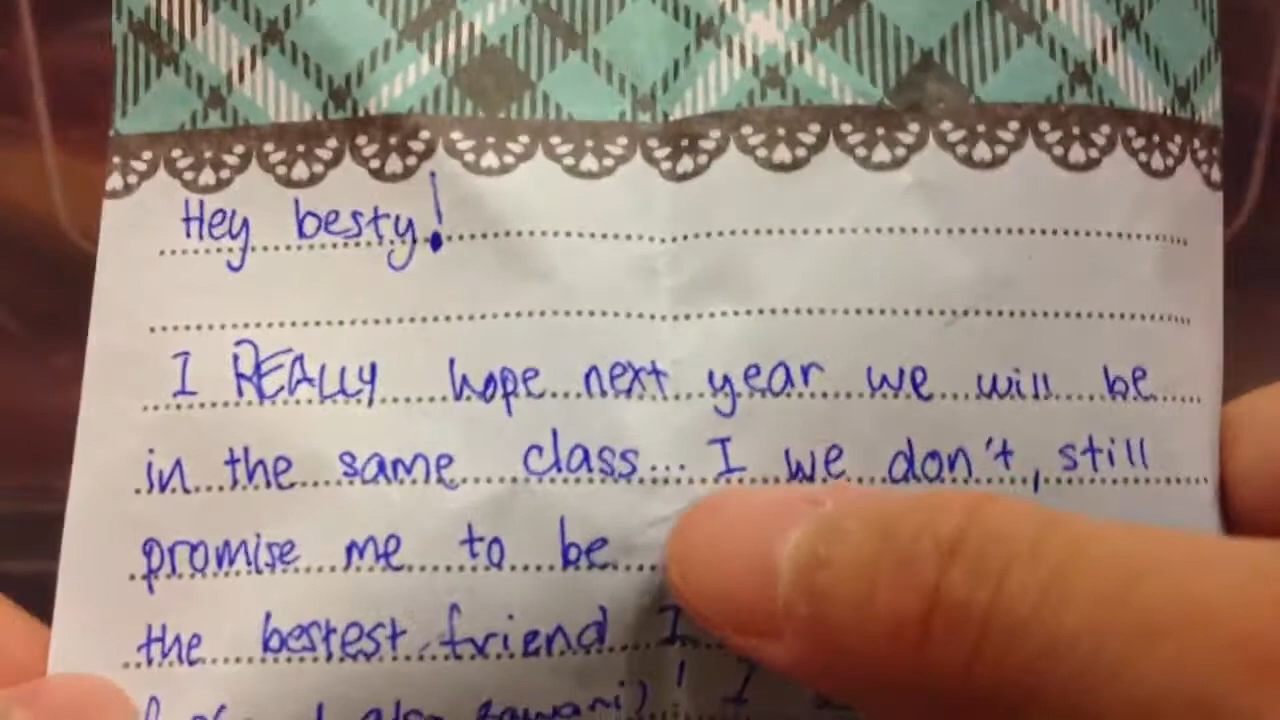 Hey besty!
I REALLY hope next year we will be
in the same class... I we don't, still
promise me to be
the bestest friend I
I